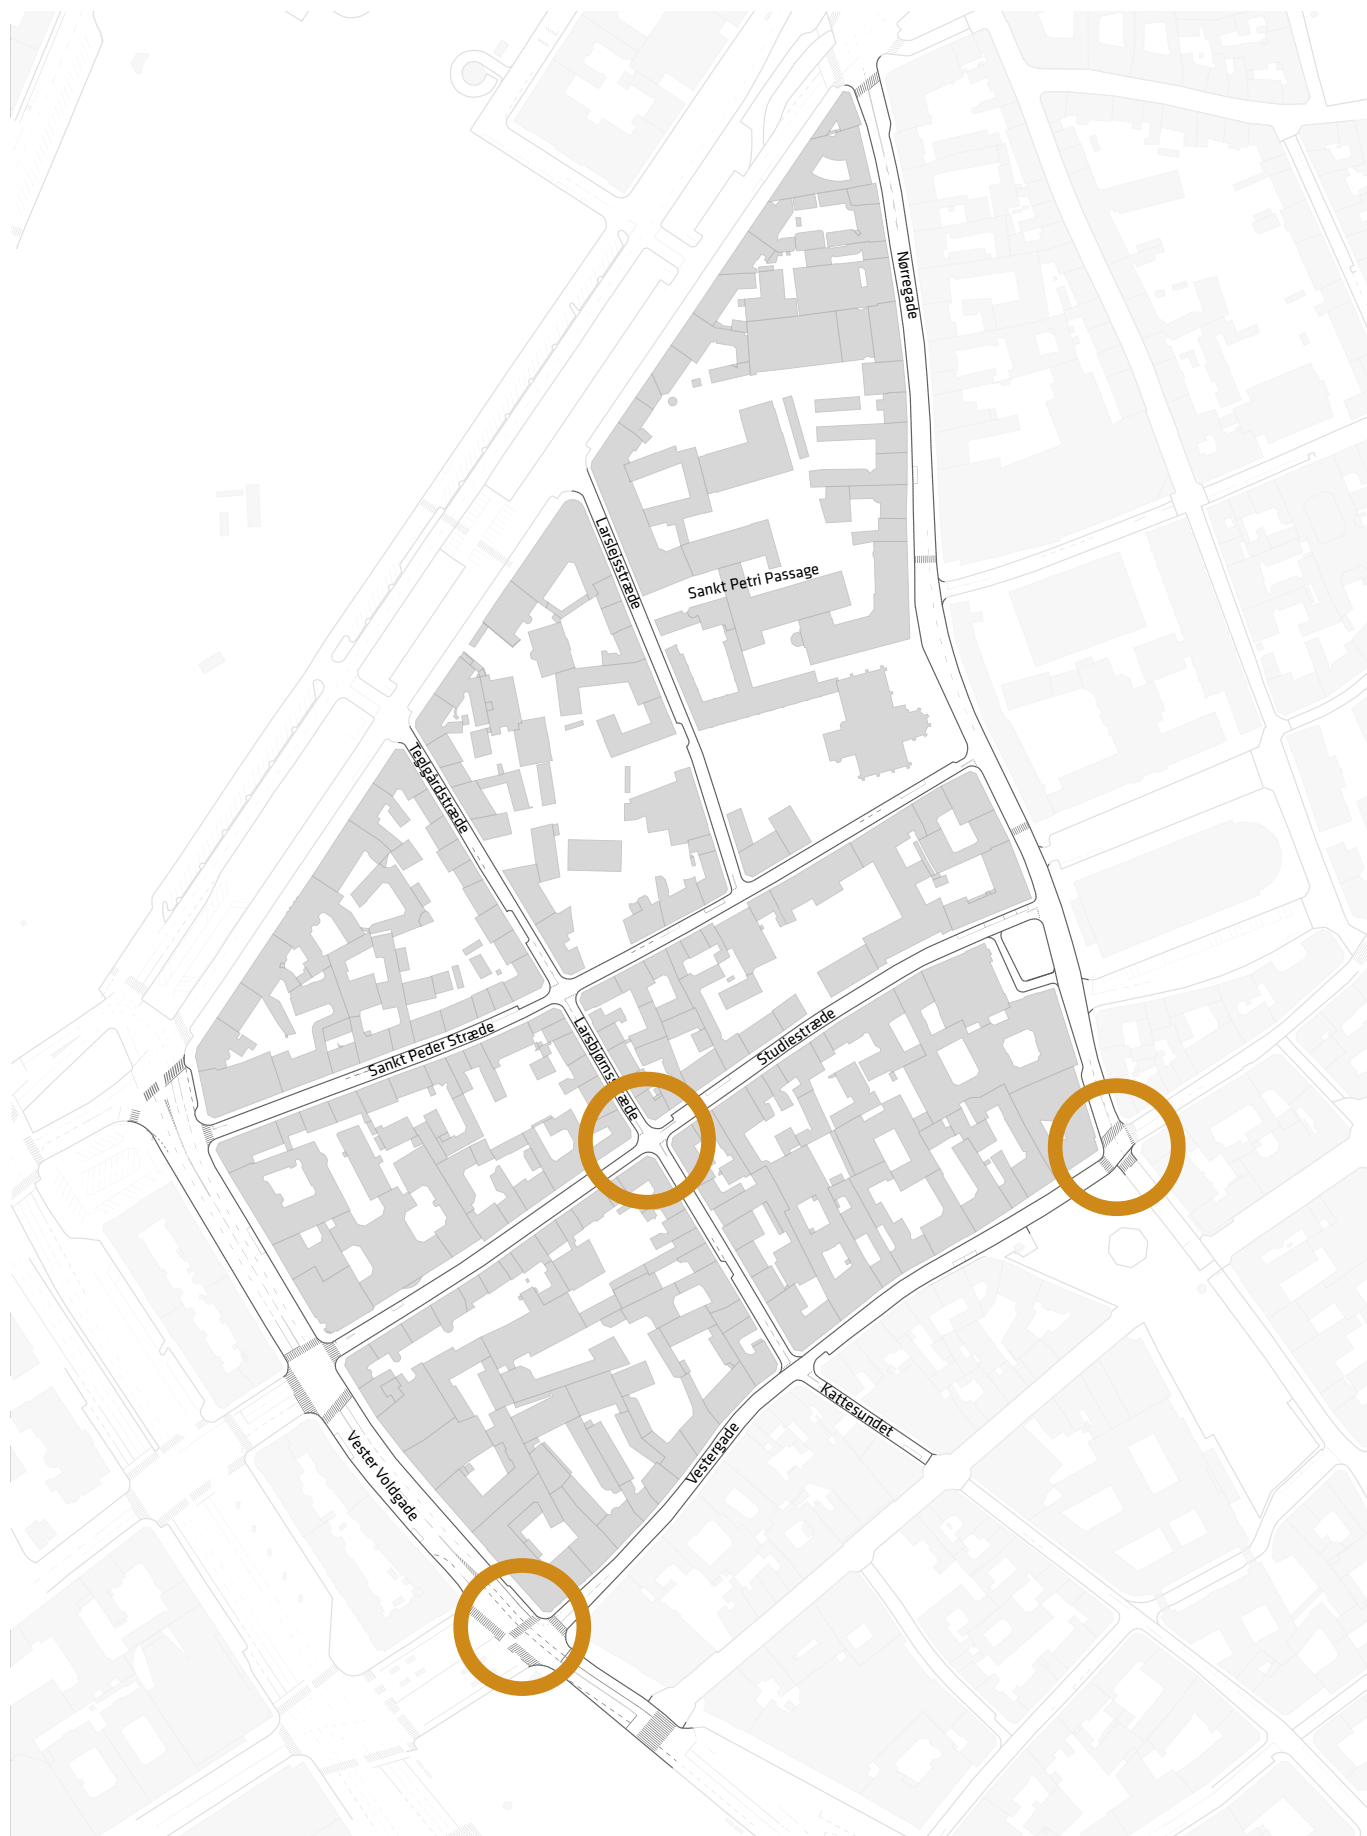 Nørregade
Larslejsstræde
Sankt Petri Passage
Teglgårdstræde
Sankt Peder Stræde
Larsbjørnsstræde
Studiestræde
Kattesundet
Vestergade
Vester Voldgade